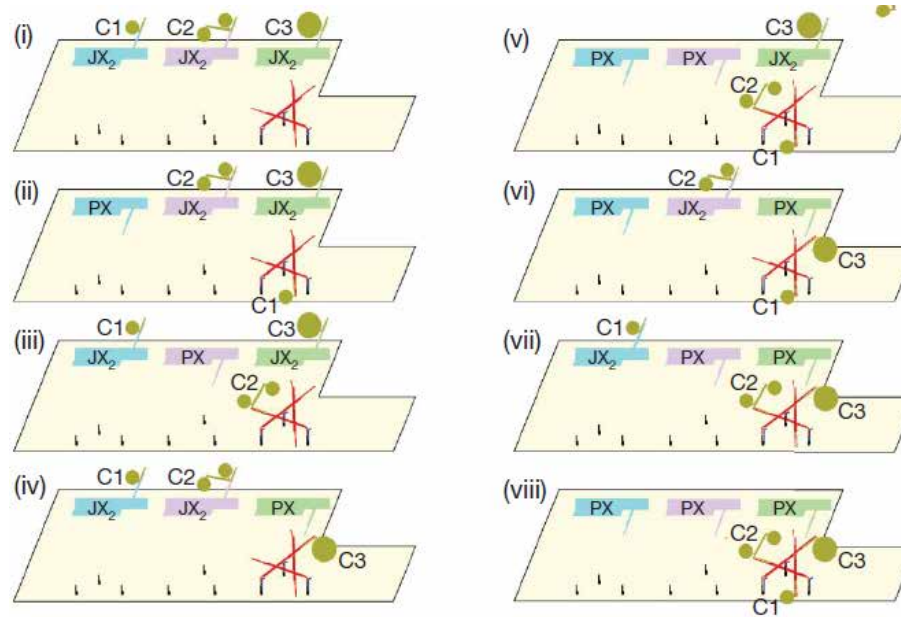 (i) C1 C2 C3
JX₂ JX₂ JX₂
(ii) C2 C3
PX JX₂ JX₂
C1
(iii) C1 C3
JX₂ PX JX₂
C2
(iv) C1 C2
JX₂ JX₂ PX
C3
(v) C3
PX PX JX₂
C2
C1
(vi) C2
PX JX₂ PX
C3
C1
(vii) C1
JX₂ PX PX
C2
C3
(viii)
PX PX PX
C2
C3
C1